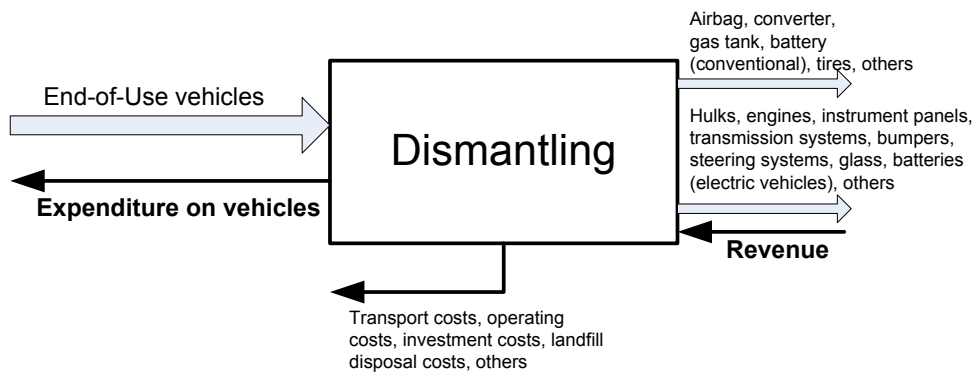 End-of-Use vehicles
Expenditure on vehicles
Dismantling
Airbag, converter,
gas tank, battery
(conventional), tires, others
Hulks, engines, instrument panels,
transmission systems, bumpers,
steering systems, glass, batteries
(electric vehicles), others
Revenue
Transport costs, operating
costs, investment costs, landfill
disposal costs, others